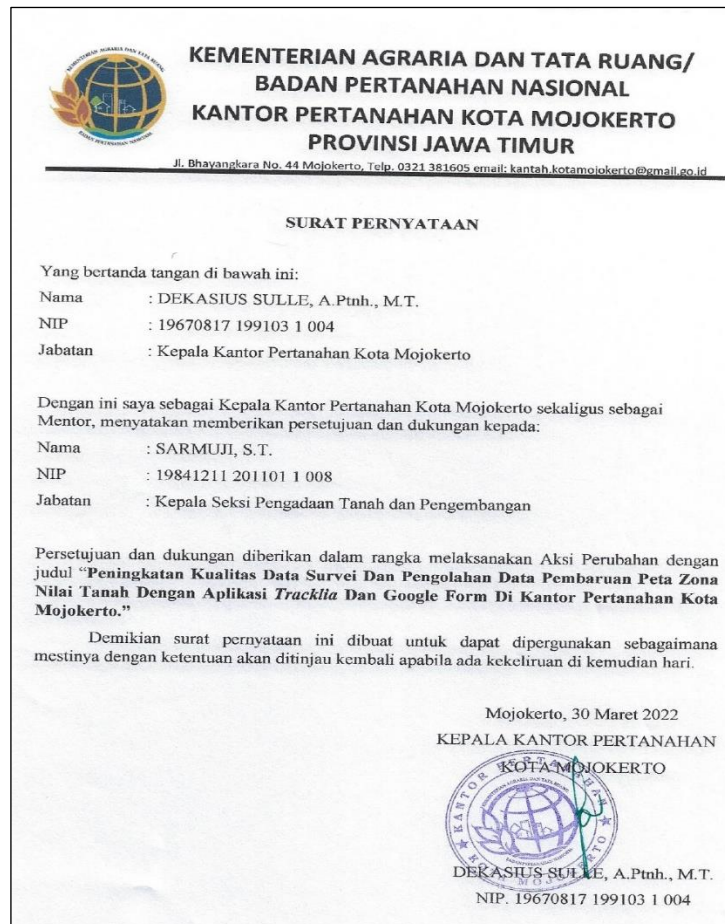 KEMENTERIAN AGRARIA DAN TATA RUANG/
BADAN PERTANAHAN NASIONAL
KANTOR PERTANAHAN KOTA MOJOKERTO
PROVINSI JAWA TIMUR
Jl. Bhayangkara No. 44 Mojokerto, Telp. 0321 381605 email: kantah.kotamojokerto@gmail.go.id
SURAT PERNYATAAN
Yang bertanda tangan di bawah ini:
Nama : DEKASIUS SULLE, A.Ptnh., M.T.
NIP : 19670817 199103 1 004
Jabatan : Kepala Kantor Pertanahan Kota Mojokerto
Dengan ini saya sebagai Kepala Kantor Pertanahan Kota Mojokerto sekaligus sebagai
Mentor, menyatakan memberikan persetujuan dan dukungan kepada:
Nama : SARMUJI, S.T.
NIP : 19841211 201101 1 008
Jabatan : Kepala Seksi Pengadaan Tanah dan Pengembangan
Persetujuan dan dukungan diberikan dalam rangka melaksanakan Aksi Perubahan dengan
judul “Peningkatan Kualitas Data Survei Dan Pengolahan Data Pembaruan Peta Zona
Nilai Tanah Dengan Aplikasi Tracklia Dan Google Form Di Kantor Pertanahan Kota
Mojokerto.”
Demikian surat pernyataan ini dibuat untuk dapat dipergunakan sebagaimana
mestinya dengan ketentuan akan ditinjau kembali apabila ada kekeliruan di kemudian hari.
Mojokerto, 30 Maret 2022
KEPALA KANTOR PERTANAHAN
KOTA MOJOKERTO
KANTOR PERTANAHAN
KOTA MOJOKERTO
DEKASIUS SULLE, A.Ptnh., M.T.
NIP. 19670817 199103 1 004